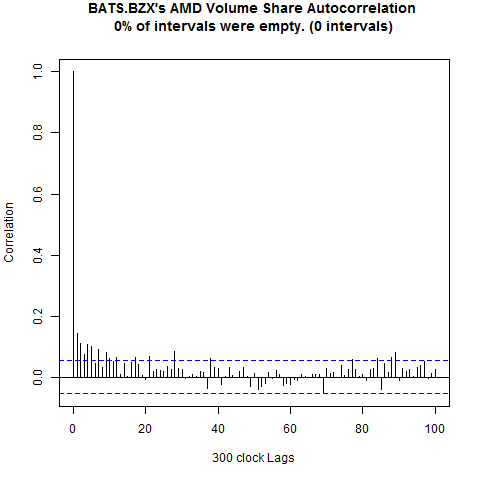 BATS.BZX's AMD Volume Share Autocorrelation
0% of intervals were empty. (0 intervals)
Correlation
1.0
0.8
0.6
0.4
0.2
0.0
0 20 40 60 80 100
300 clock Lags